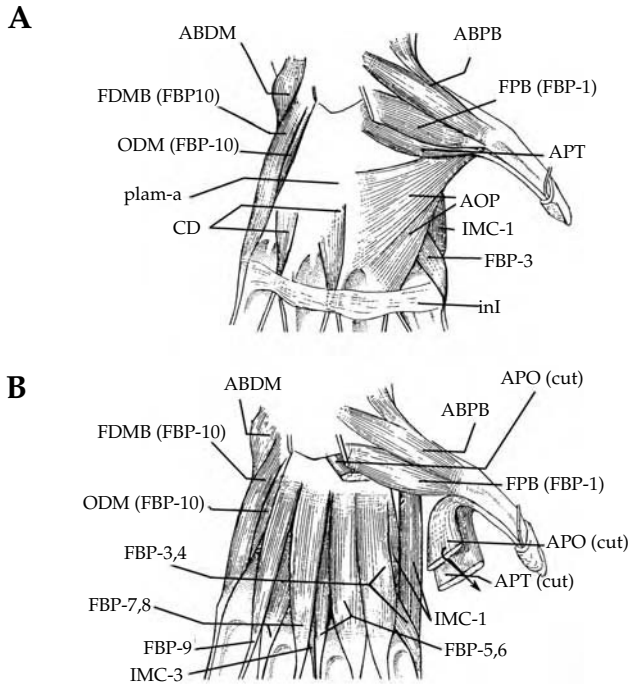 A
ABDM
ABPB
FDMB (FBP10)
FPB (FBP-1)
ODM (FBP-10)
APT
plam-a
AOP
CD
IMC-1
FBP-3
inI
B
APO (cut)
ABDM
ABPB
FDMB (FBP-10)
FPB (FBP-1)
ODM (FBP-10)
APO (cut)
FBP-3,4
APT (cut)
FBP-7,8
IMC-1
FBP-9
FBP-5,6
IMC-3